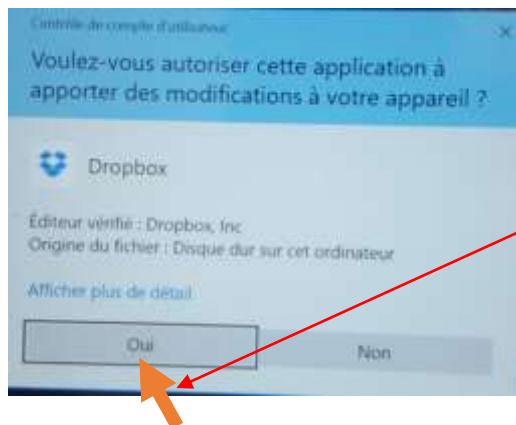 Contrôle de compte d'utilisateur
Voulez-vous autoriser cette application à
apporter des modifications à votre appareil ?
Dropbox
Éditeur vérifié : Dropbox, Inc
Origine du fichier : Disque dur sur cet ordinateur
Afficher plus de détail
Oui
Non